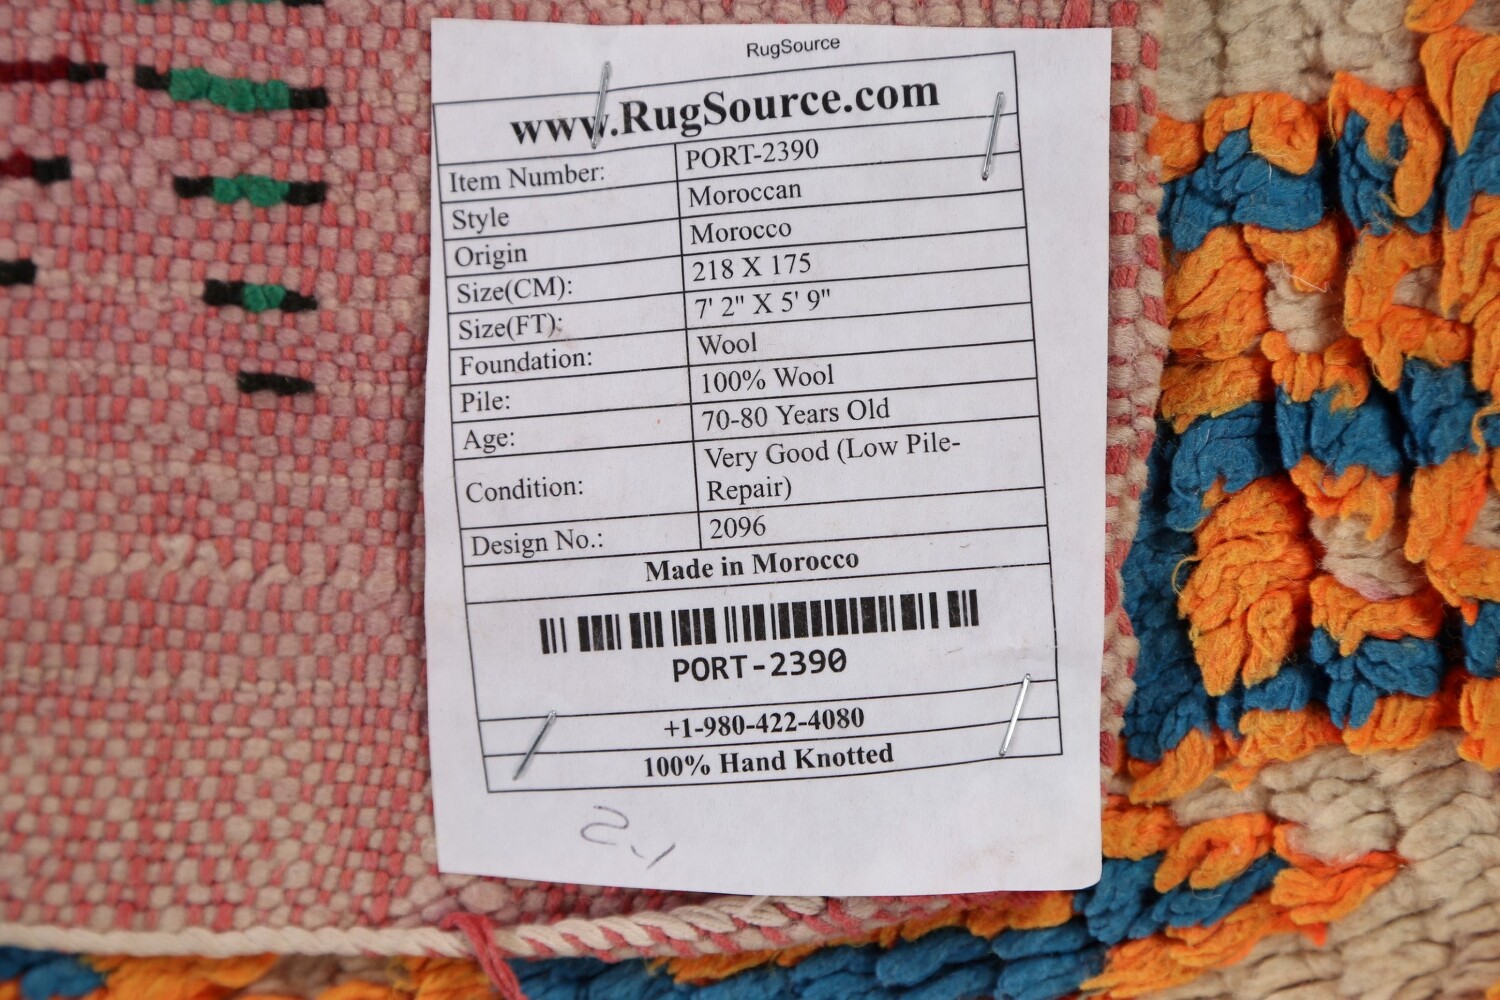 RugSource
www.RugSource.com
Item Number: PORT-2390
Style Moroccan
Origin Morocco
Size(CM): 218 X 175
Size(FT): 7' 2" X 5' 9"
Foundation: Wool
Pile: 100% Wool
Age: 70-80 Years Old
Condition: Very Good (Low Pile-
Repair)
Design No.: 2096
Made in Morocco
PORT-2390
+1-980-422-4080
100% Hand Knotted